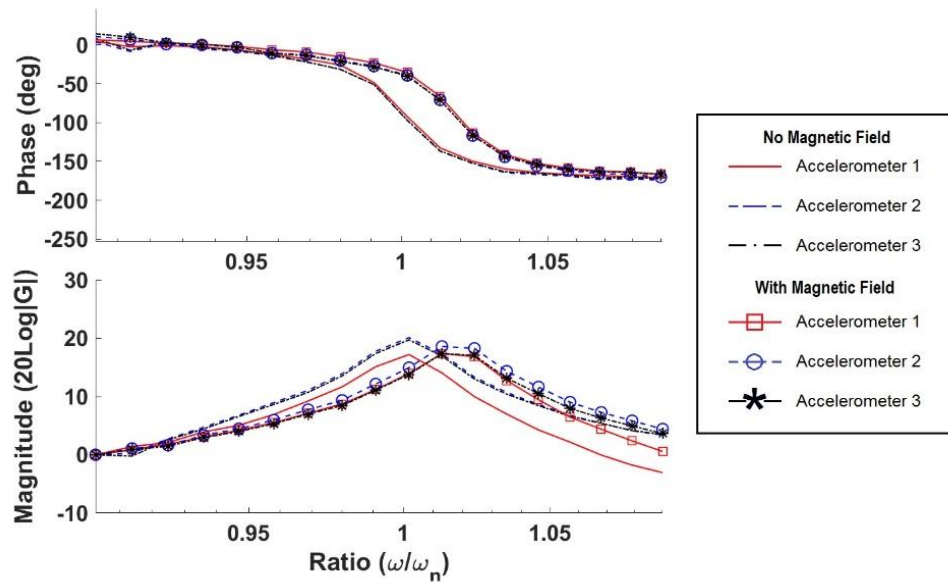 0
-50
-100
-150
-200
-250
Phase (deg)
0.95
1
1.05
30
20
10
0
-10
Magnitude (20Log|G|)
0.95
1
1.05
Ratio (ω/ωn)
No Magnetic Field
Accelerometer 1
Accelerometer 2
Accelerometer 3
With Magnetic Field
Accelerometer 1
Accelerometer 2
Accelerometer 3